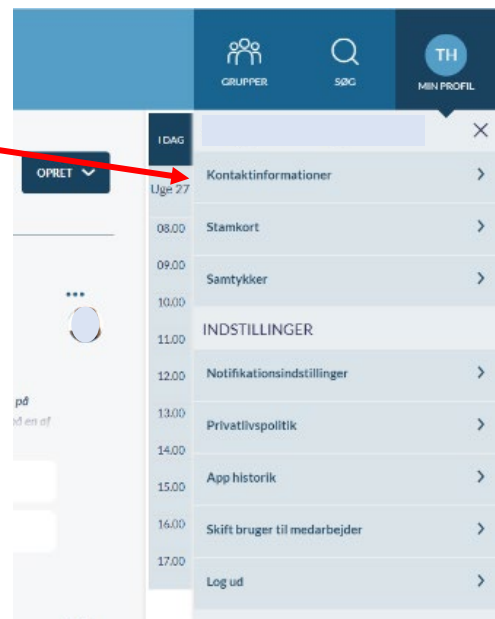 GRUPPER
SØG
TH
MIN PROFIL
I DAG
OPRET
Uge 27
Kontaktinformationer
08.00
Stamkort
09.00
Samtykker
10.00
11.00
INDSTILLINGER
12.00
Notifikationsindstillinger
på
ed en af
13.00
Privatlivspolitik
14.00
15.00
App historik
16.00
Skift bruger til medarbejder
17.00
Log ud